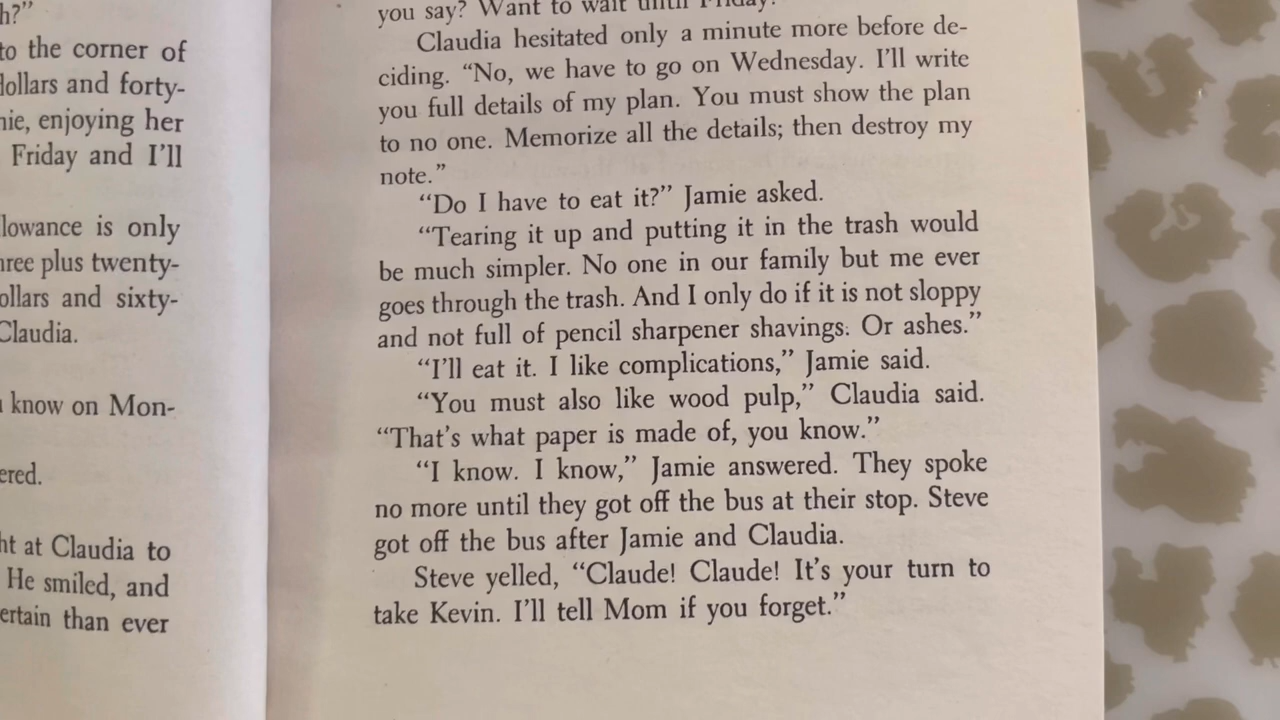 h?”
to the corner of
dollars and forty-
nie, enjoying her
Friday and I’ll
llowance is only
hree plus twenty-
ollars and sixty-
Claudia.
know on Mon-
ered.
ht at Claudia to
He smiled, and
ertain than ever
you say? Want to wait until Friday?
Claudia hesitated only a minute more before de-
ciding. “No, we have to go on Wednesday. I’ll write
you full details of my plan. You must show the plan
to no one. Memorize all the details; then destroy my
note.”
“Do I have to eat it?” Jamie asked.
“Tearing it up and putting it in the trash would
be much simpler. No one in our family but me ever
goes through the trash. And I only do if it is not sloppy
and not full of pencil sharpener shavings. Or ashes.”
“I’ll eat it. I like complications,” Jamie said.
“You must also like wood pulp,” Claudia said.
“That’s what paper is made of, you know.”
“I know. I know,” Jamie answered. They spoke
no more until they got off the bus at their stop. Steve
got off the bus after Jamie and Claudia.
Steve yelled, “Claude! Claude! It’s your turn to
take Kevin. I’ll tell Mom if you forget.”